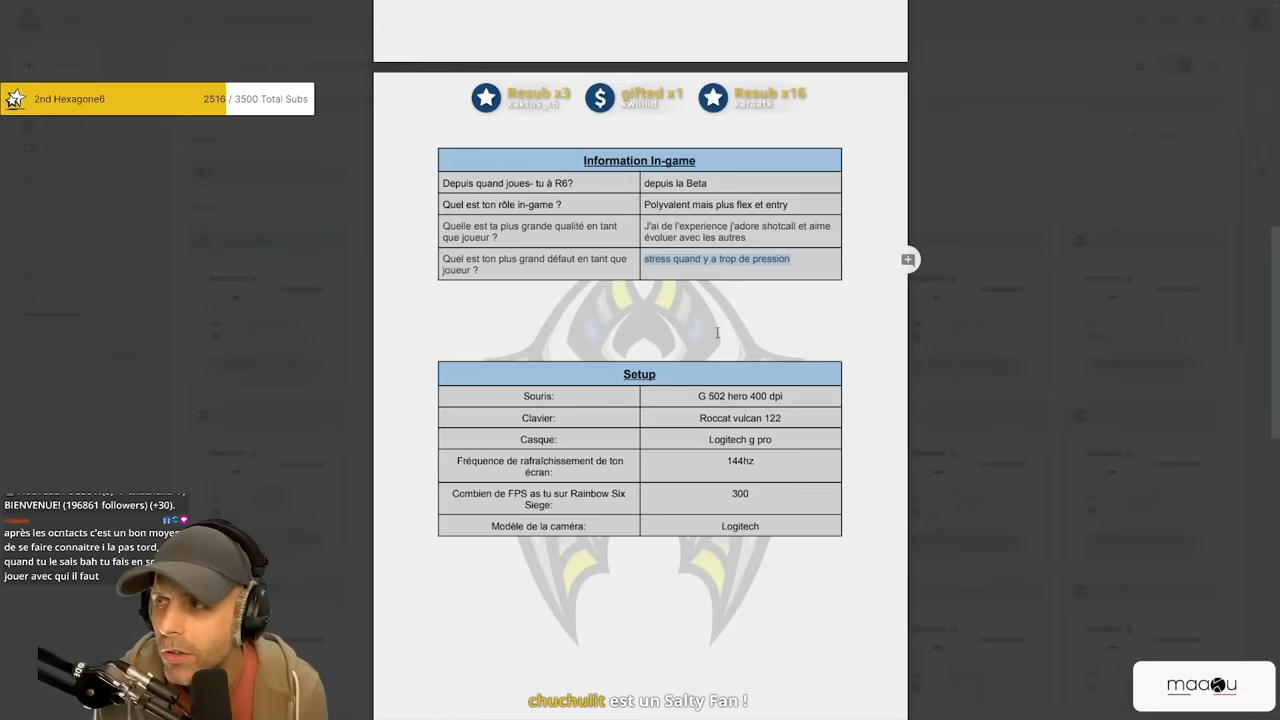 2nd Hexagone6
2516 / 3500 Total Subs
Resub x3
kaktus_r6
gifted x1
kwiiiid
Resub x16
karaatk
Information In-game
Depuis quand joues- tu à R6?
depuis la Beta
Quel est ton rôle in-game ?
Polyvalent mais plus flex et entry
Quelle est ta plus grande qualité en tant
que joueur ?
J'ai de l'experience j'adore shotcall et aime
évoluer avec les autres
Quel est ton plus grand défaut en tant que
joueur ?
stress quand y a trop de pression
Setup
Souris:
G 502 hero 400 dpi
Clavier:
Roccat vulcan 122
Casque:
Logitech g pro
Fréquence de rafraîchissement de ton
écran:
144hz
Combien de FPS as tu sur Rainbow Six
Siege:
300
Modèle de la caméra:
Logitech
BIENVENUE! (196861 followers) (+30).
après les ocntacts c'est un bon moyen
de se faire connaitre i la pas tord,
quand tu le sais bah tu fais en so
jouer avec qui il faut
chuchulit est un Salty Fan !
maaKu